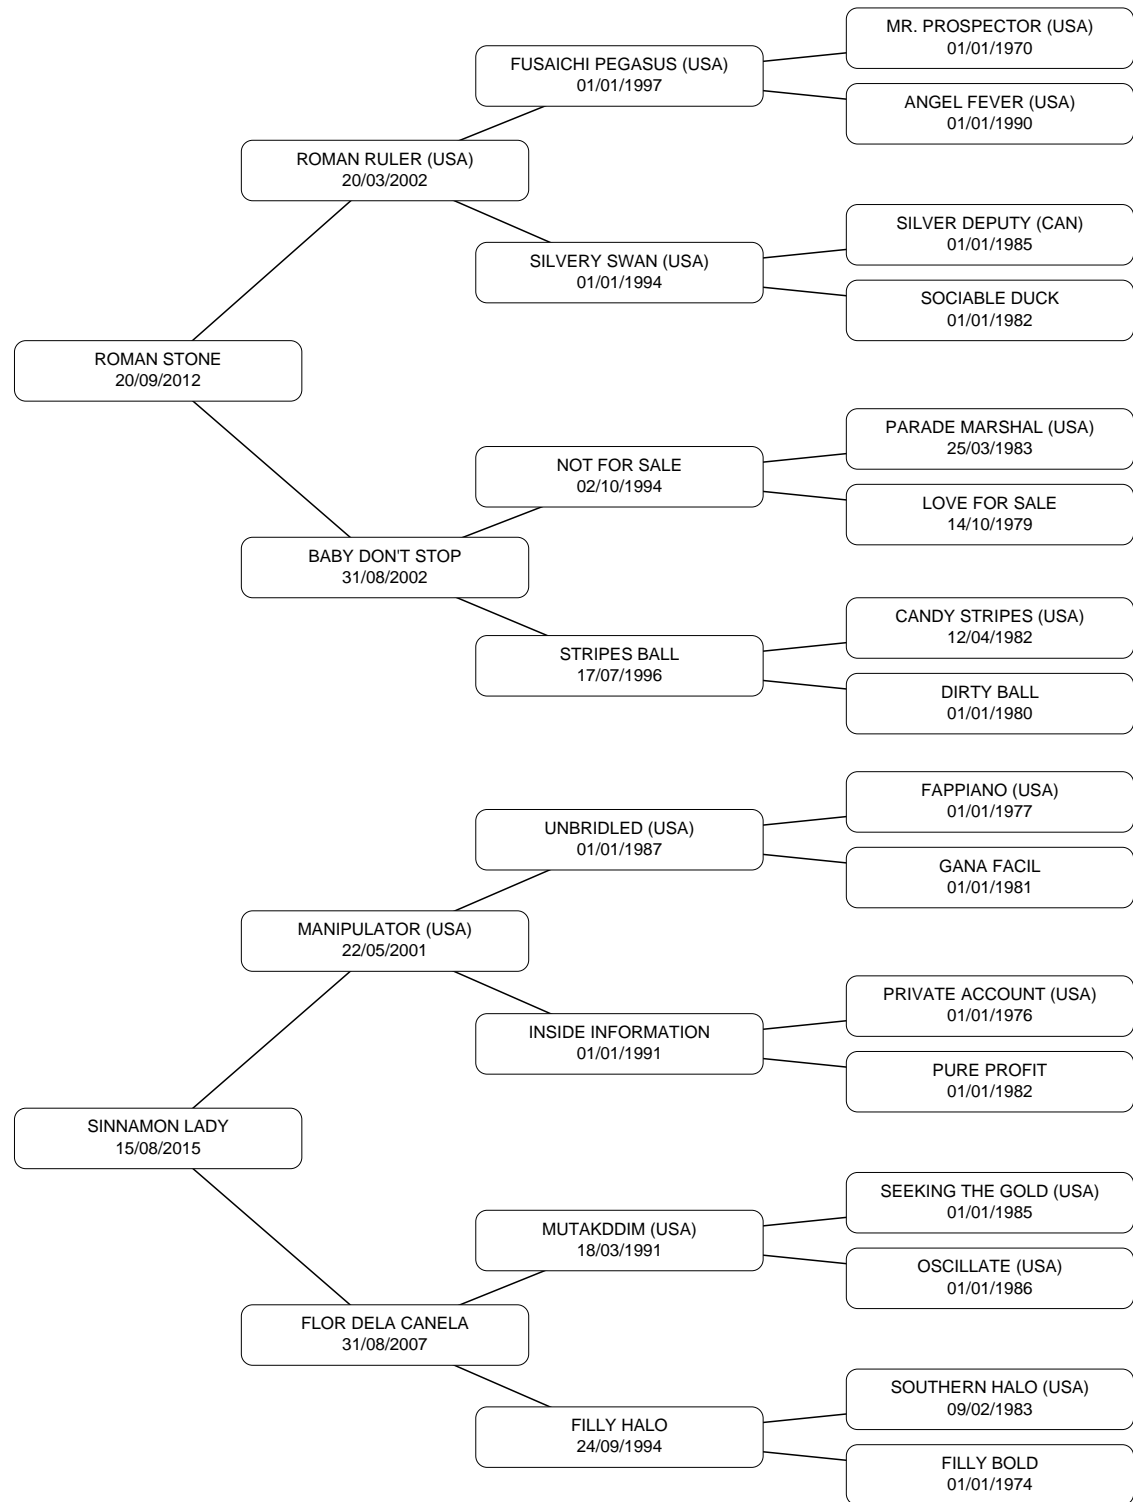 MR. PROSPECTOR (USA)
01/01/1970
FUSAICHI PEGASUS (USA)
01/01/1997
ANGEL FEVER (USA)
01/01/1990
ROMAN RULER (USA)
20/03/2002
SILVER DEPUTY (CAN)
01/01/1985
SILVERY SWAN (USA)
01/01/1994
SOCIABLE DUCK
01/01/1982
ROMAN STONE
20/09/2012
PARADE MARSHAL (USA)
25/03/1983
NOT FOR SALE
02/10/1994
LOVE FOR SALE
14/10/1979
BABY DON'T STOP
31/08/2002
CANDY STRIPES (USA)
12/04/1982
STRIPES BALL
17/07/1996
DIRTY BALL
01/01/1980
FAPPIANO (USA)
01/01/1977
UNBRIDLED (USA)
01/01/1987
GANA FACIL
01/01/1981
MANIPULATOR (USA)
22/05/2001
PRIVATE ACCOUNT (USA)
01/01/1976
INSIDE INFORMATION
01/01/1991
PURE PROFIT
01/01/1982
SINNAMON LADY
15/08/2015
SEEKING THE GOLD (USA)
01/01/1985
MUTAKDDIM (USA)
18/03/1991
OSCILLATE (USA)
01/01/1986
FLOR DELA CANELA
31/08/2007
SOUTHERN HALO (USA)
09/02/1983
FILLY HALO
24/09/1994
FILLY BOLD
01/01/1974